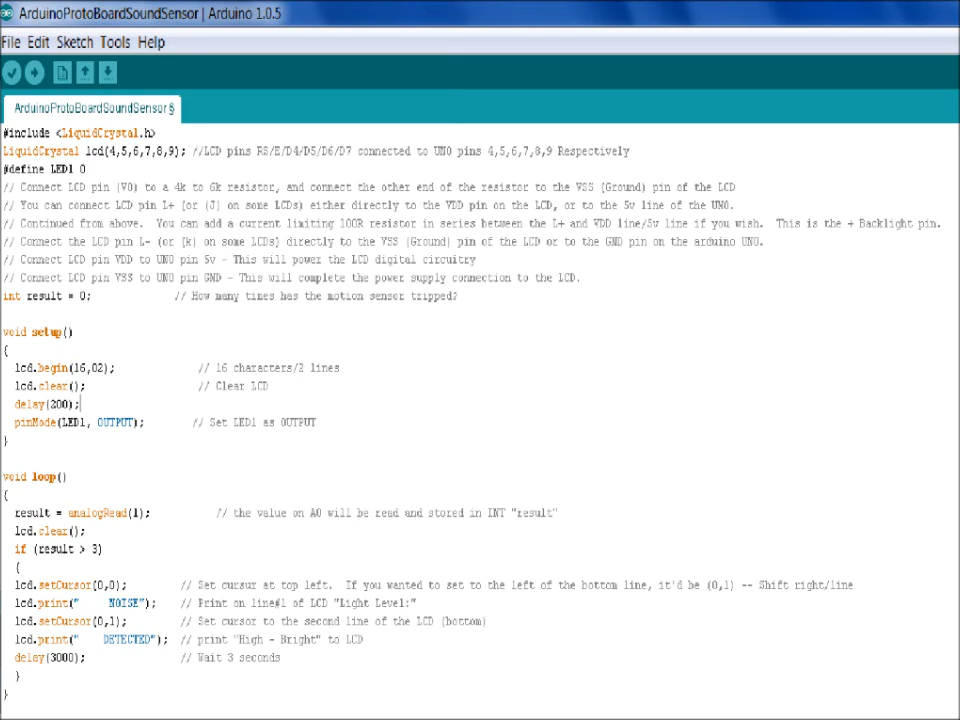 ArduinoProtoBoardSoundSensor | Arduino 1.0.5
File Edit Sketch Tools Help
ArduinoProtoBoardSoundSensor §
#include <LiquidCrystal.h>
LiquidCrystal lcd(4,5,6,7,8,9); //LCD pins RS/E/D4/D5/D6/D7 connected to UNO pins 4,5,6,7,8,9 Respectively
#define LED1 0
// Connect LCD pin (V0) to a 4k to 6k resistor, and connect the other end of the resistor to the VSS (Ground) pin of the LCD
// You can connect LCD pin L+ (or (J) on some LCDs) either directly to the VDD pin on the LCD, or to the 5v line of the UNO.
// Continued from above.  You can add a current limiting 100R resistor in series between the L+ and VDD line/5v line if you wish.  This is the + Backlight pin.
// Connect the LCD pin L- (or [k] on some LCDs) directly to the VSS (Ground) pin of the LCD or to the GND pin on the arduino UNO.
// Connect LCD pin VDD to UNO pin 5v - This will power the LCD digital circuitry
// Connect LCD pin VSS to UNO pin GND - This will complete the power supply connection to the LCD.
int result = 0; // How many times has the motion sensor tripped?
void setup()
{
lcd.begin(16,02); // 16 characters/2 lines
lcd.clear(); // Clear LCD
delay(200);
pinMode(LED1, OUTPUT); // Set LED1 as OUTPUT
}
void loop()
{
result = analogRead(1); // the value on A0 will be read and stored in INT "result"
lcd.clear();
if (result > 3)
{
lcd.setCursor(0,0); // Set cursur at top left.  If you wanted to set to the left of the bottom line, it'd be (0,1) -- Shift right/line
lcd.print("    NOISE"); // Print on line#1 of LCD "Light Level:"
lcd.setCursor(0,1); // Set cursor to the second line of the LCD (bottom)
lcd.print("    DETECTED"); // print "High - Bright" to LCD
delay(3000); // Wait 3 seconds
}
}